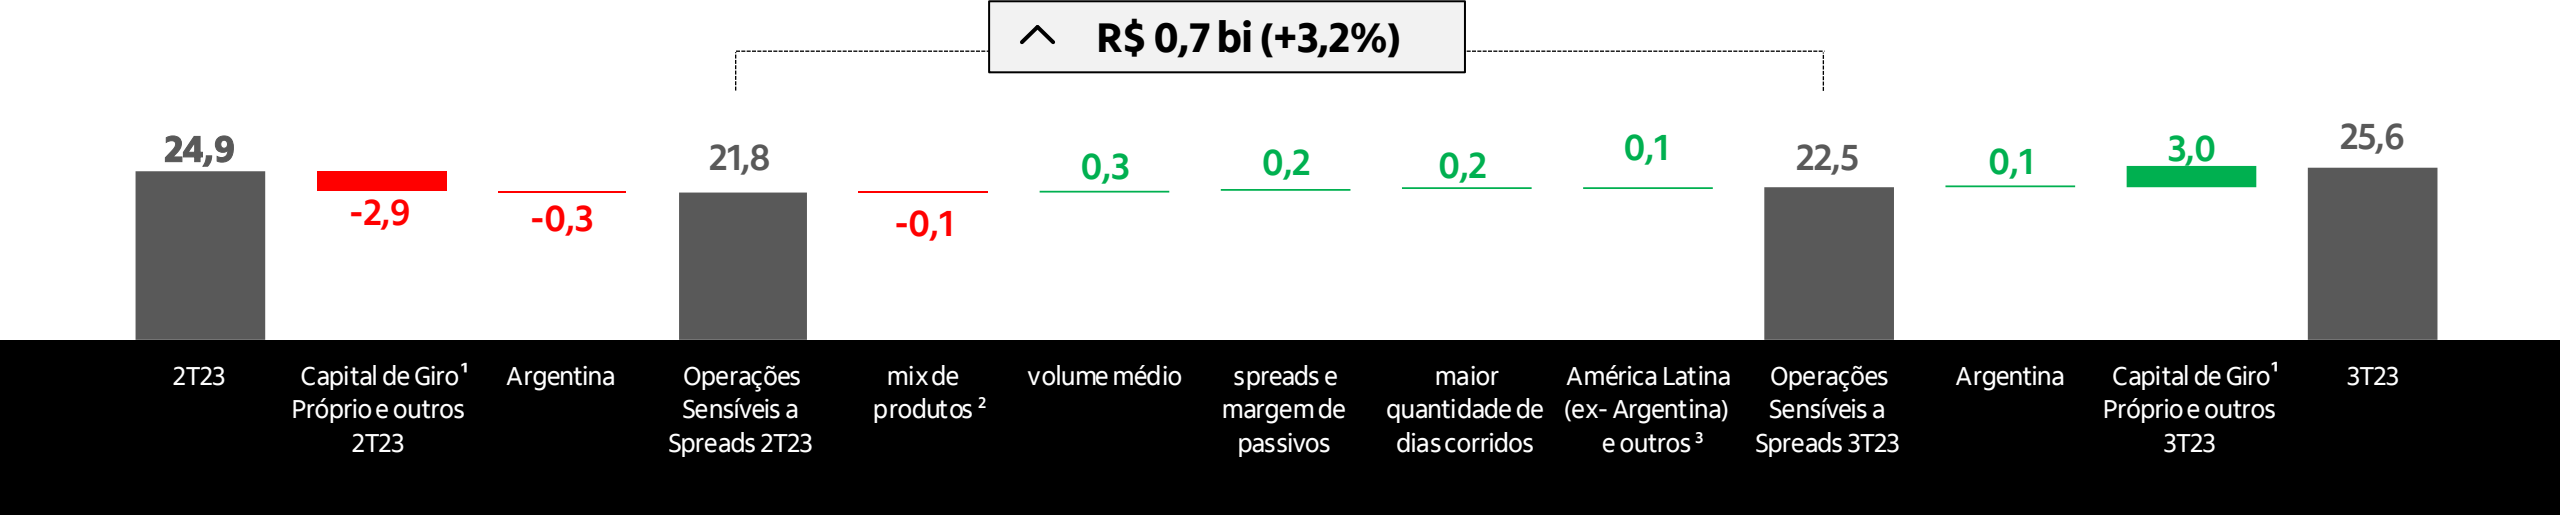 R$ 0,7 bi (+3,2%)
24,9
-2,9
-0,3
21,8
-0,1
0,3
0,2
0,2
0,1
22,5
0,1
3,0
25,6
2T23
Capital de Giro¹
Próprio e outros
2T23
Argentina
Operações
Sensíveis a
Spreads 2T23
mix de
produtos ²
volume médio
spreads e
margem de
passivos
maior
quantidade de
dias corridos
América Latina
(ex- Argentina)
e outros ³
Operações
Sensíveis a
Spreads 3T23
Argentina
Capital de Giro¹
Próprio e outros
3T23
3T23